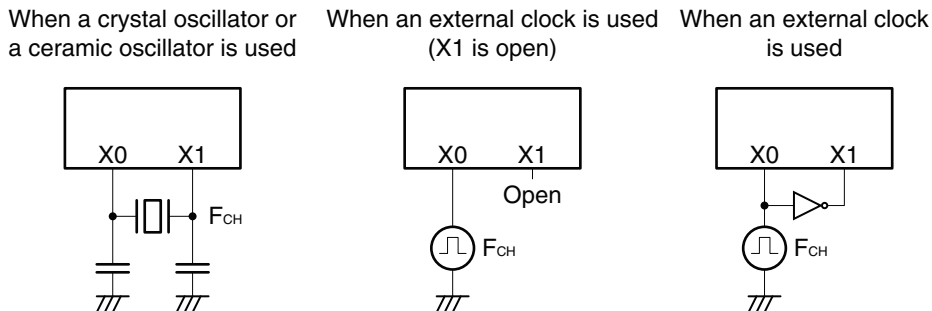 When a crystal oscillator or
a ceramic oscillator is used
X0 X1
FCH
When an external clock is used
(X1 is open)
X0 X1
Open
FCH
When an external clock
is used
X0 X1
FCH